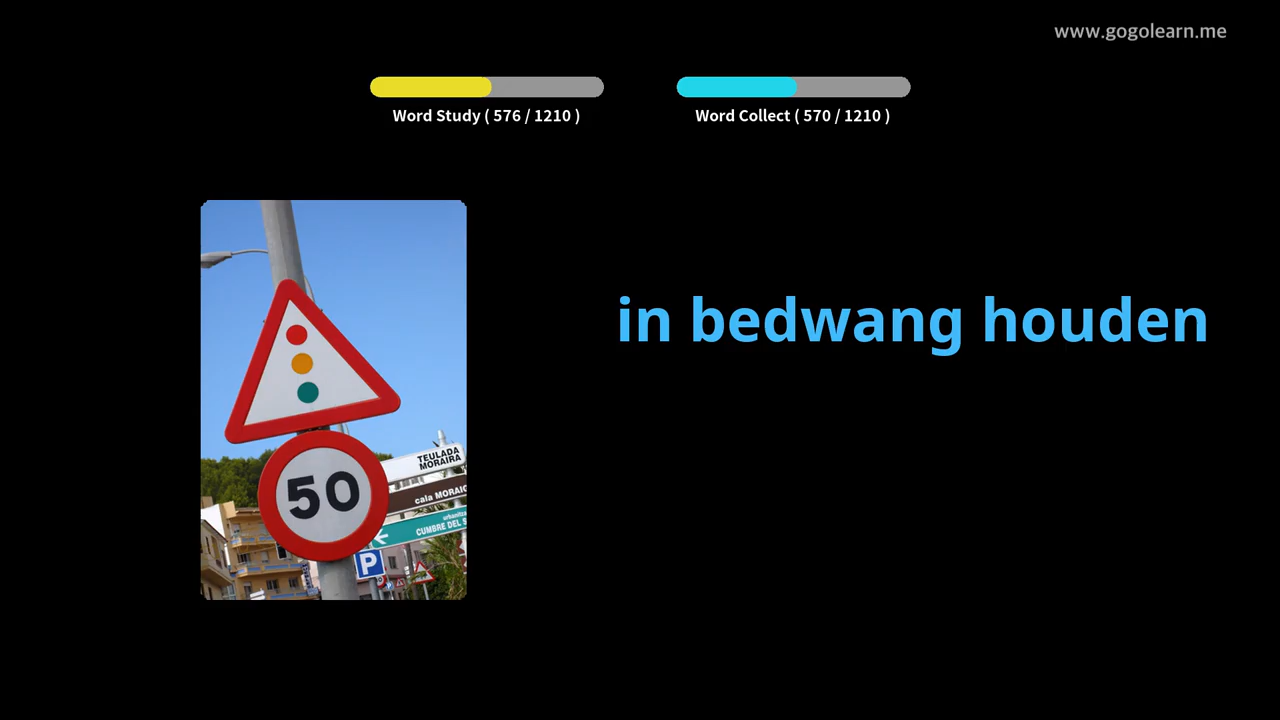 www.gogolearn.me
Word Study ( 576 / 1210 )
Word Collect ( 570 / 1210 )
in bedwang houden
TEULADA
MORAIRA
cala
CUMBRE DEL
50
P